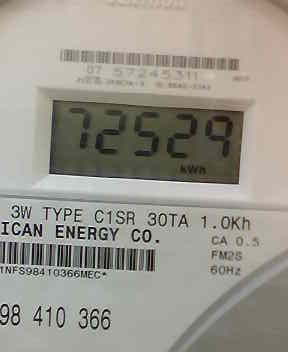 07 57245311
72529
kWh
3W TYPE C1SR 30TA 1.0Kh
ICAN ENERGY CO.
CA 0.5
FM2S
1NFS98410366MEC*
60Hz
98 410 366